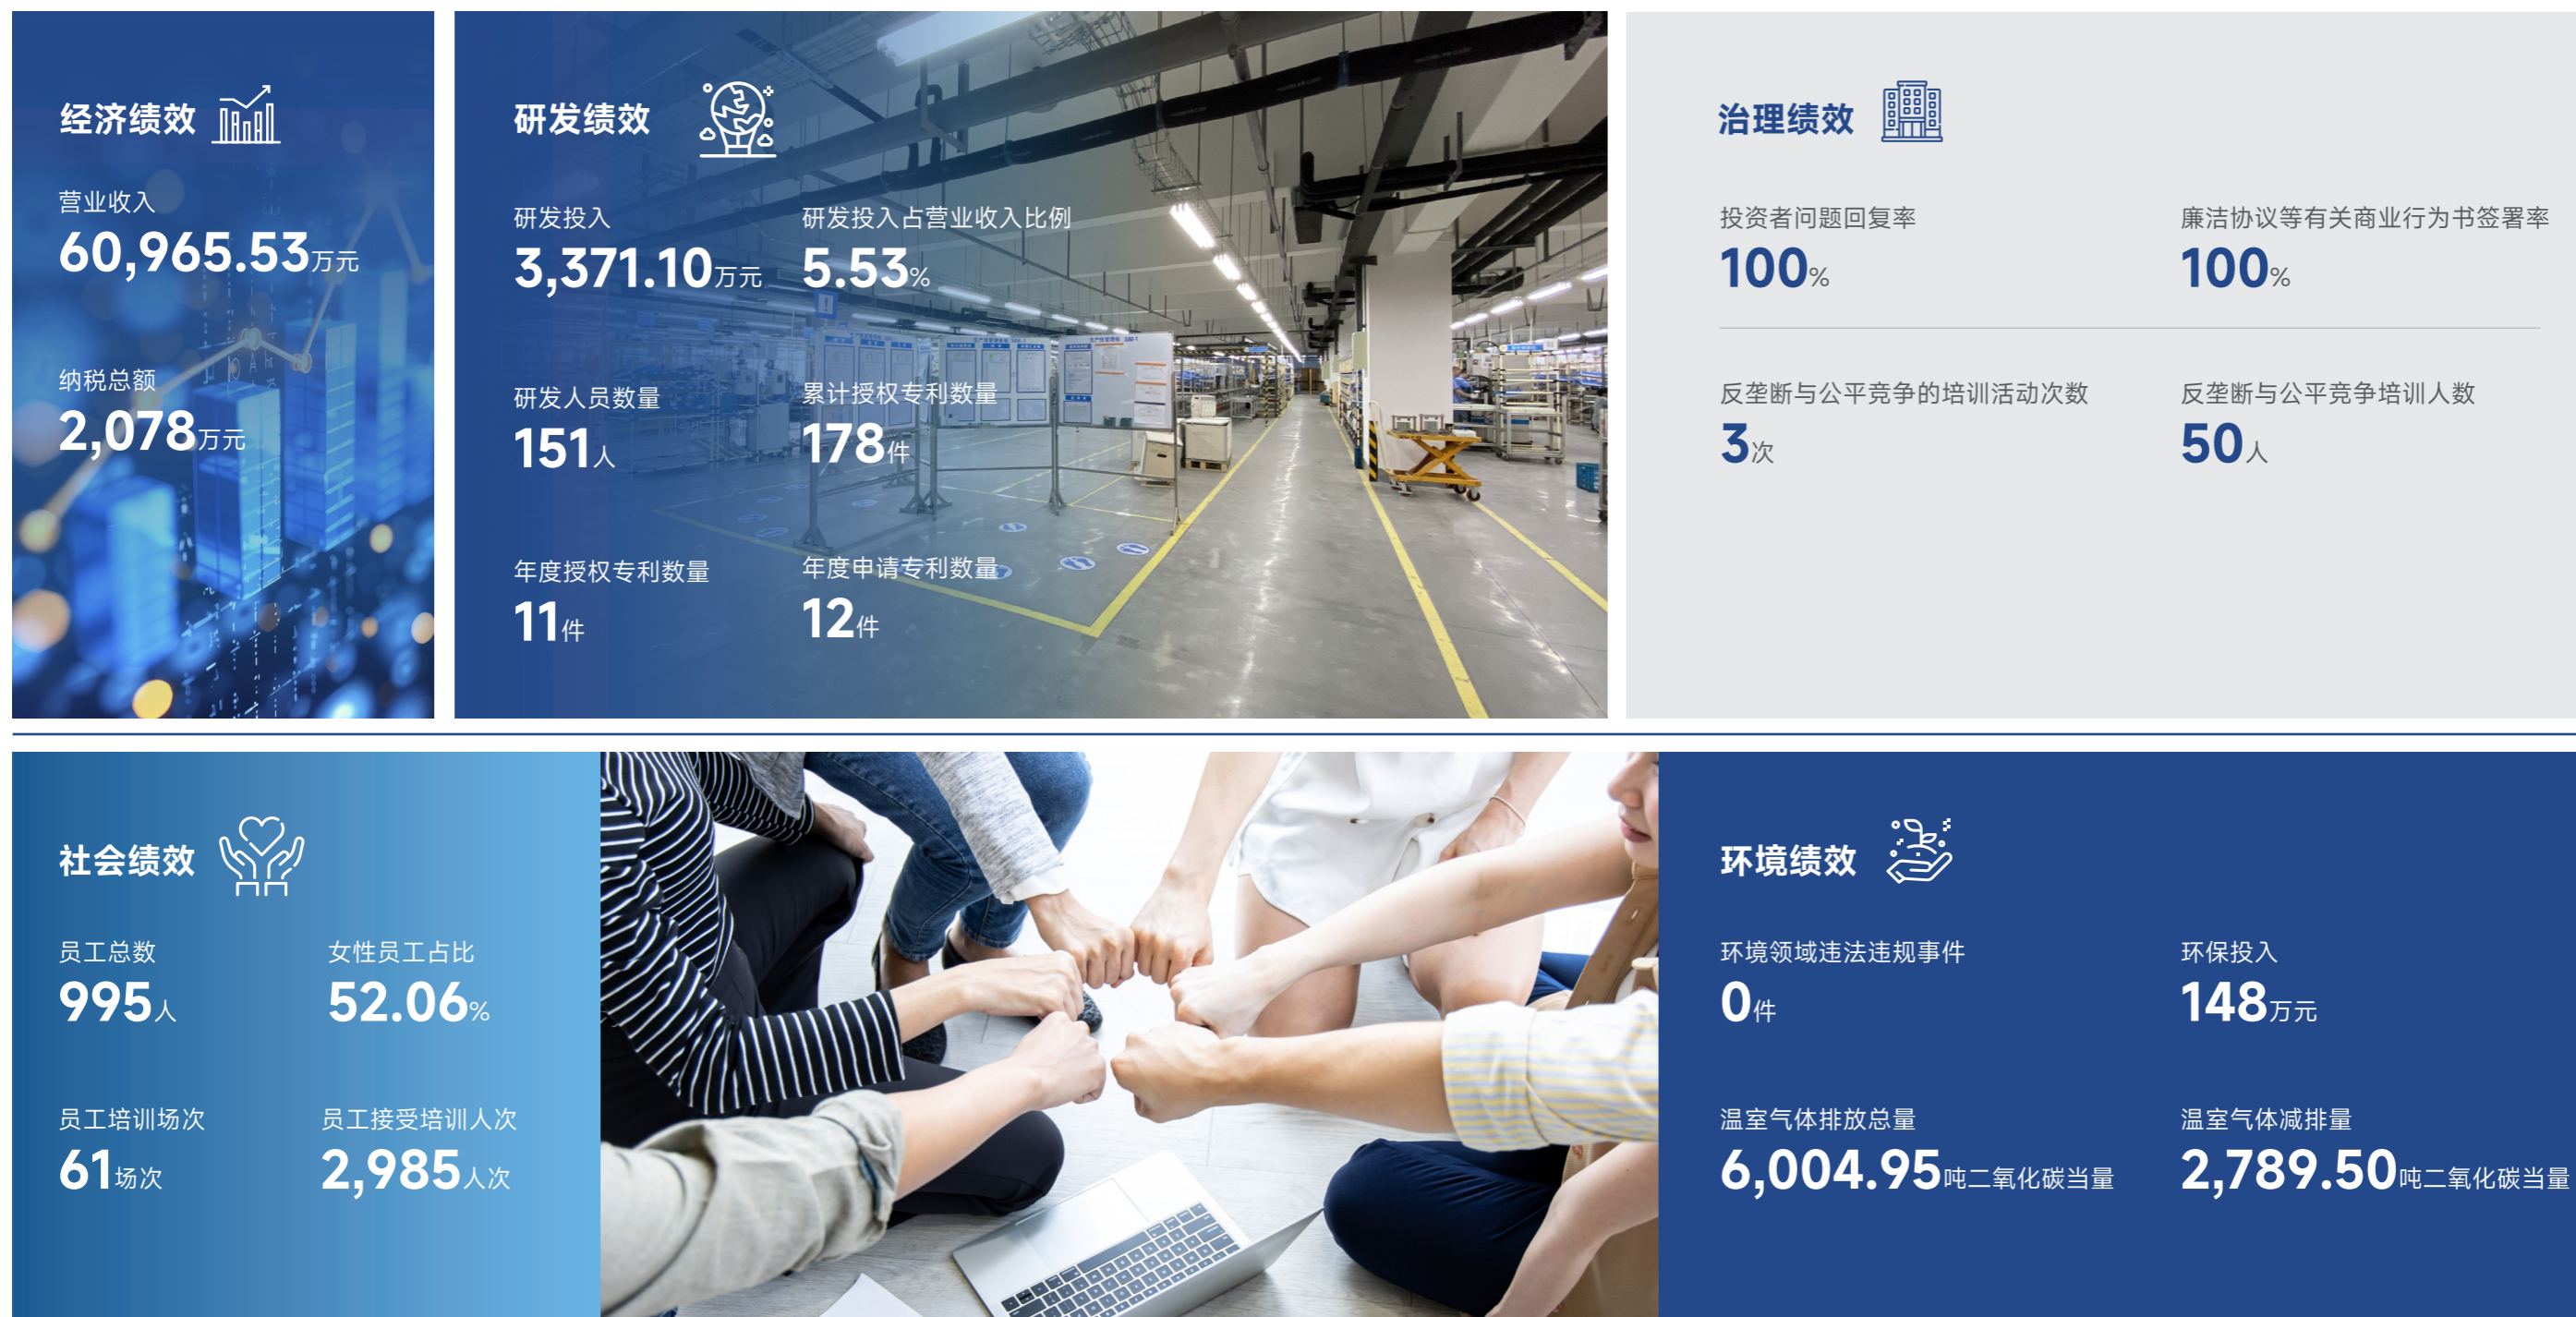 经济绩效
营业收入
60,965.53万元
纳税总额
2,078万元
研发绩效
研发投入
3,371.10万元
研发投入占营业收入比例
5.53%
研发人员数量
151人
累计授权专利数量
178件
年度授权专利数量
11件
年度申请专利数量
12件
治理绩效
投资者问题回复率
100%
廉洁协议等有关商业行为书签署率
100%
反垄断与公平竞争的培训活动次数
3次
反垄断与公平竞争培训人数
50人
社会绩效
员工总数
995人
女性员工占比
52.06%
员工培训场次
61场次
员工接受培训人次
2,985人次
环境绩效
环境领域违法违规事件
0件
环保投入
148万元
温室气体排放总量
6,004.95吨二氧化碳当量
温室气体减排量
2,789.50吨二氧化碳当量